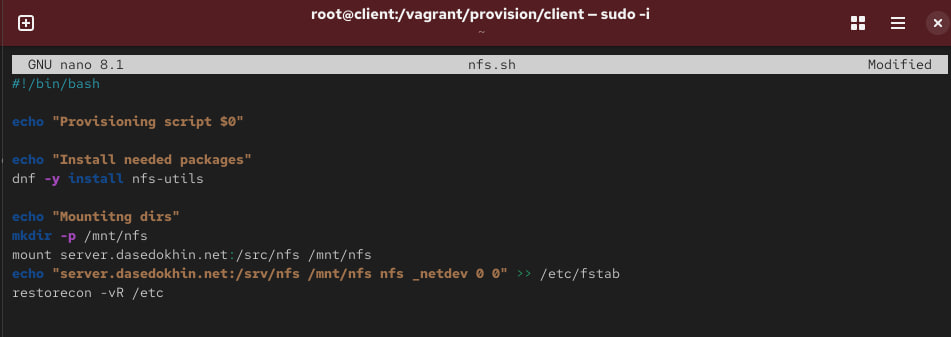 root@client:/vagrant/provision/client — sudo -i
~
GNU nano 8.1 nfs.sh Modified
#!/bin/bash
echo "Provisioning script $0"
echo "Install needed packages"
dnf -y install nfs-utils
echo "Mountitng dirs"
mkdir -p /mnt/nfs
mount server.dasedokhin.net:/src/nfs /mnt/nfs
echo "server.dasedokhin.net:/srv/nfs /mnt/nfs nfs _netdev 0 0" >> /etc/fstab
restorecon -vR /etc